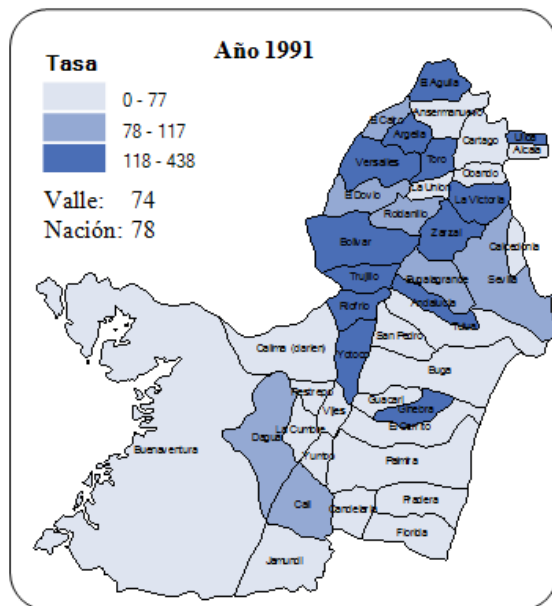 Año 1991
Tasa
0 - 77
78 - 117
118 - 438
Valle: 74
Nación: 78
El Aguila
Ansermanuevo
El Cairo
Argelia
Cartago
Ulloa
Alcala
Versalles
Toro
Obando
La Union
El Dovio
La Victoria
Roldanillo
Zarzal
Caicedonia
Bolivar
Sevilla
Bugalagrande
Trujillo
Andalucia
Riofrio
Tulua
San Pedro
Calima (darien)
Yotoco
Buga
Restrepo
Guacari
Vijes
Ginebra
La Cumbre
El Cerrito
Dagua
Buenaventura
Yumbo
Palmira
Cali
Candelaria
Pradera
Florida
Jamundi